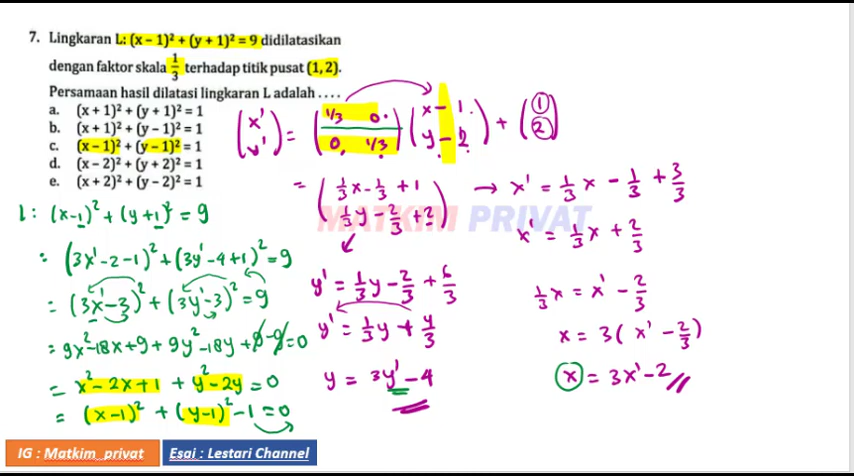 7. Lingkaran L: (x – 1)² + (y + 1)² = 9 didilatasikan
dengan faktor skala 1/3 terhadap titik pusat (1, 2).
Persamaan hasil dilatasi lingkaran L adalah . . . .
a. (x + 1)² + (y + 1)² = 1
b. (x + 1)² + (y – 1)² = 1
c. (x – 1)² + (y – 1)² = 1
d. (x – 2)² + (y + 2)² = 1
e. (x + 2)² + (y – 2)² = 1
(x' y') = (1/3 0 0, 1/3) (x - 1 y - 2) + (1 2)
= (1/3x - 1/3 + 1 1/3y - 2/3 + 2)
→ x' = 1/3x - 1/3 + 3/3
x' = 1/3x + 2/3
1/3x = x' - 2/3
x = 3(x' - 2/3)
x = 3x' - 2 //
y' = 1/3y - 2/3 + 6/3
y' = 1/3y + 4/3
y = 3y' - 4
L : (x-1)² + (y+1)² = 9
: (3x'-2-1)² + (3y'-4+1)² = 9
= (3x'-3)² + (3y'-3)² = 9
= 9x²-18x+9 + 9y²-18y + 9-9 = 0
= x²-2x+1 + y²-2y = 0
= (x-1)² + (y-1)² - 1 = 0
MATKIM PRIVAT
IG : Matkim_privat
Esai : Lestari Channel